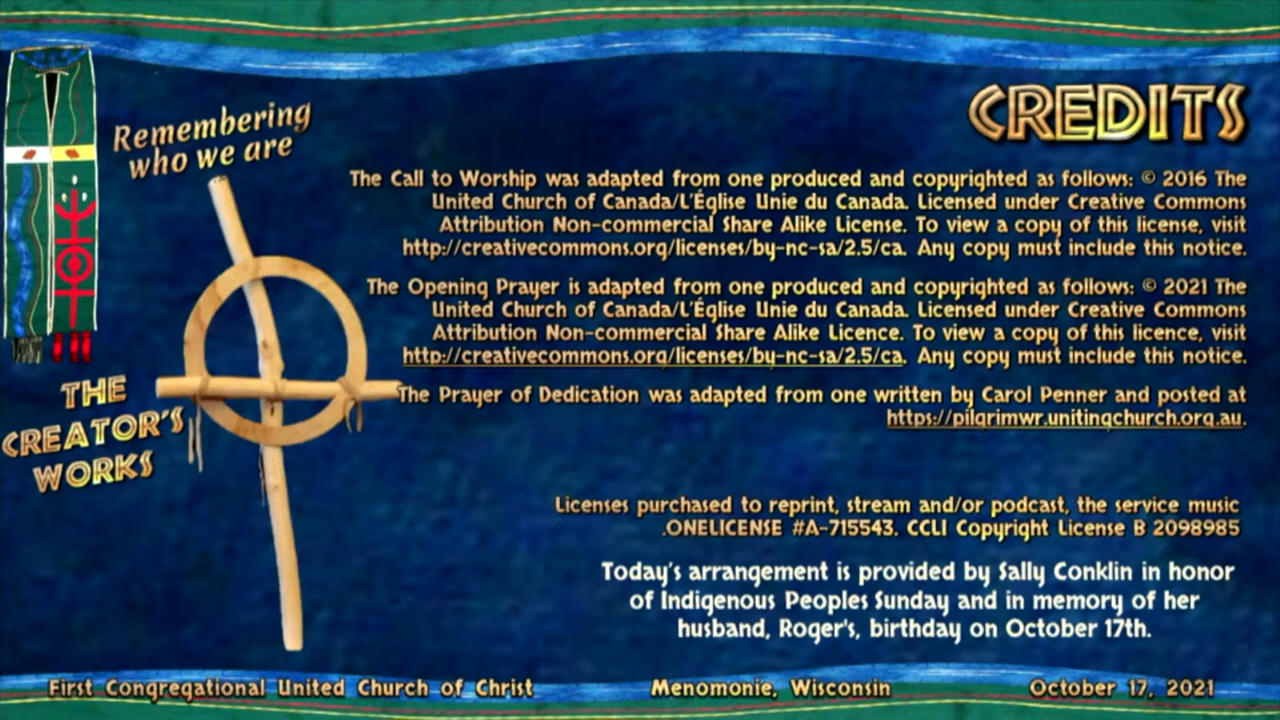 CREDITS
Remembering
who we are
The Call to Worship was adapted from one produced and copyrighted as follows: © 2016 The
United Church of Canada/L'Église Unie du Canada. Licensed under Creative Commons
Attribution Non-commercial Share Alike License. To view a copy of this license, visit
http://creativecommons.org/licenses/by-nc-sa/2.5/ca. Any copy must include this notice.
The Opening Prayer is adapted from one produced and copyrighted as follows: © 2021 The
United Church of Canada/L'Église Unie du Canada. Licensed under Creative Commons
Attribution Non-commercial Share Alike Licence. To view a copy of this licence, visit
http://creativecommons.org/licenses/by-nc-sa/2.5/ca. Any copy must include this notice.
The Prayer of Dedication was adapted from one written by Carol Penner and posted at
https://pilgrimwr.unitingchurch.org.au.
THE
CREATOR'S
WORKS
Licenses purchased to reprint, stream and/or podcast, the service music
.ONELICENSE #A-715543. CCLI Copyright License B 2098985
Today's arrangement is provided by Sally Conklin in honor
of Indigenous Peoples Sunday and in memory of her
husband, Roger's, birthday on October 17th.
First Congregational United Church of Christ Menomonie, Wisconsin October 17, 2021